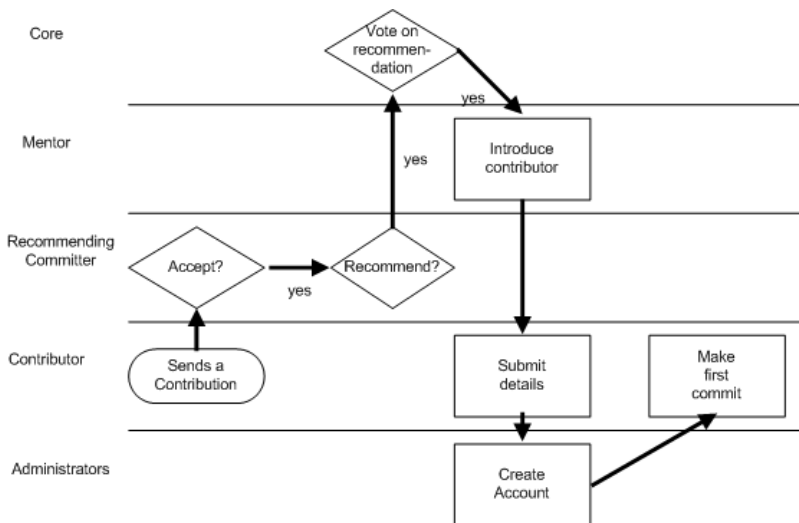 Core
Vote on
recommen-
dation
yes
Mentor
Introduce
contributor
yes
Recommending
Committer
Accept?
yes
Recommend?
Contributor
Sends a
Contribution
Submit
details
Make
first
commit
Administrators
Create
Account